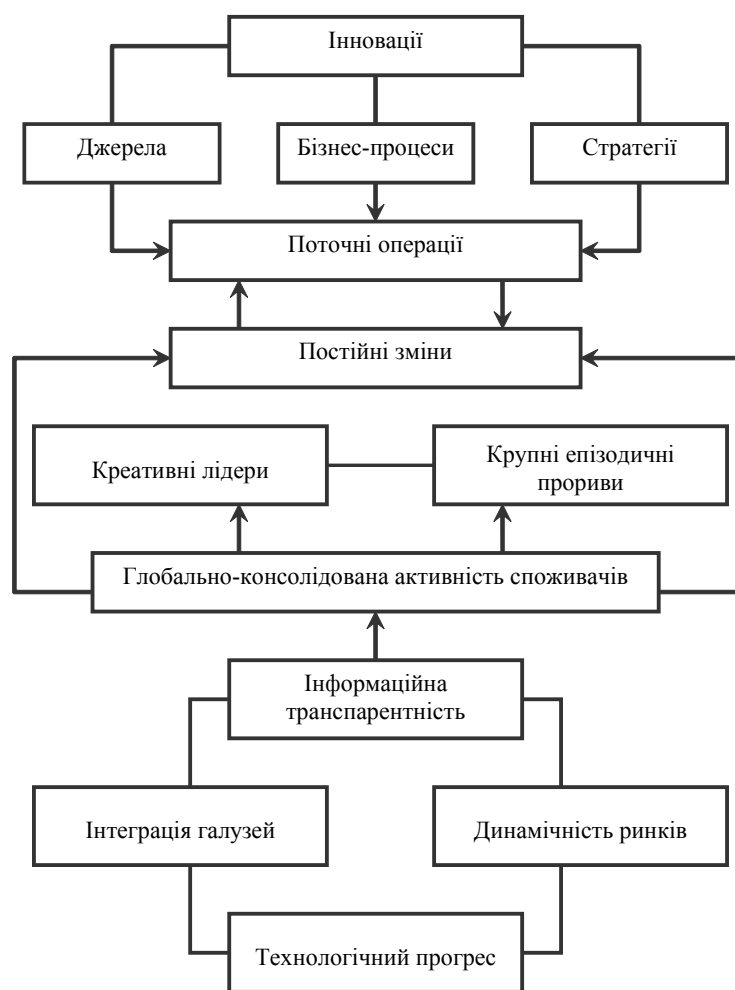 Інновації
Джерела
Бізнес-процеси
Стратегії
Поточні операції
Постійні зміни
Креативні лідери
Крупні епізодичні
прориви
Глобально-консолідована активність споживачів
Інформаційна
транспарентність
Інтеграція галузей
Динамічність ринків
Технологічний прогрес